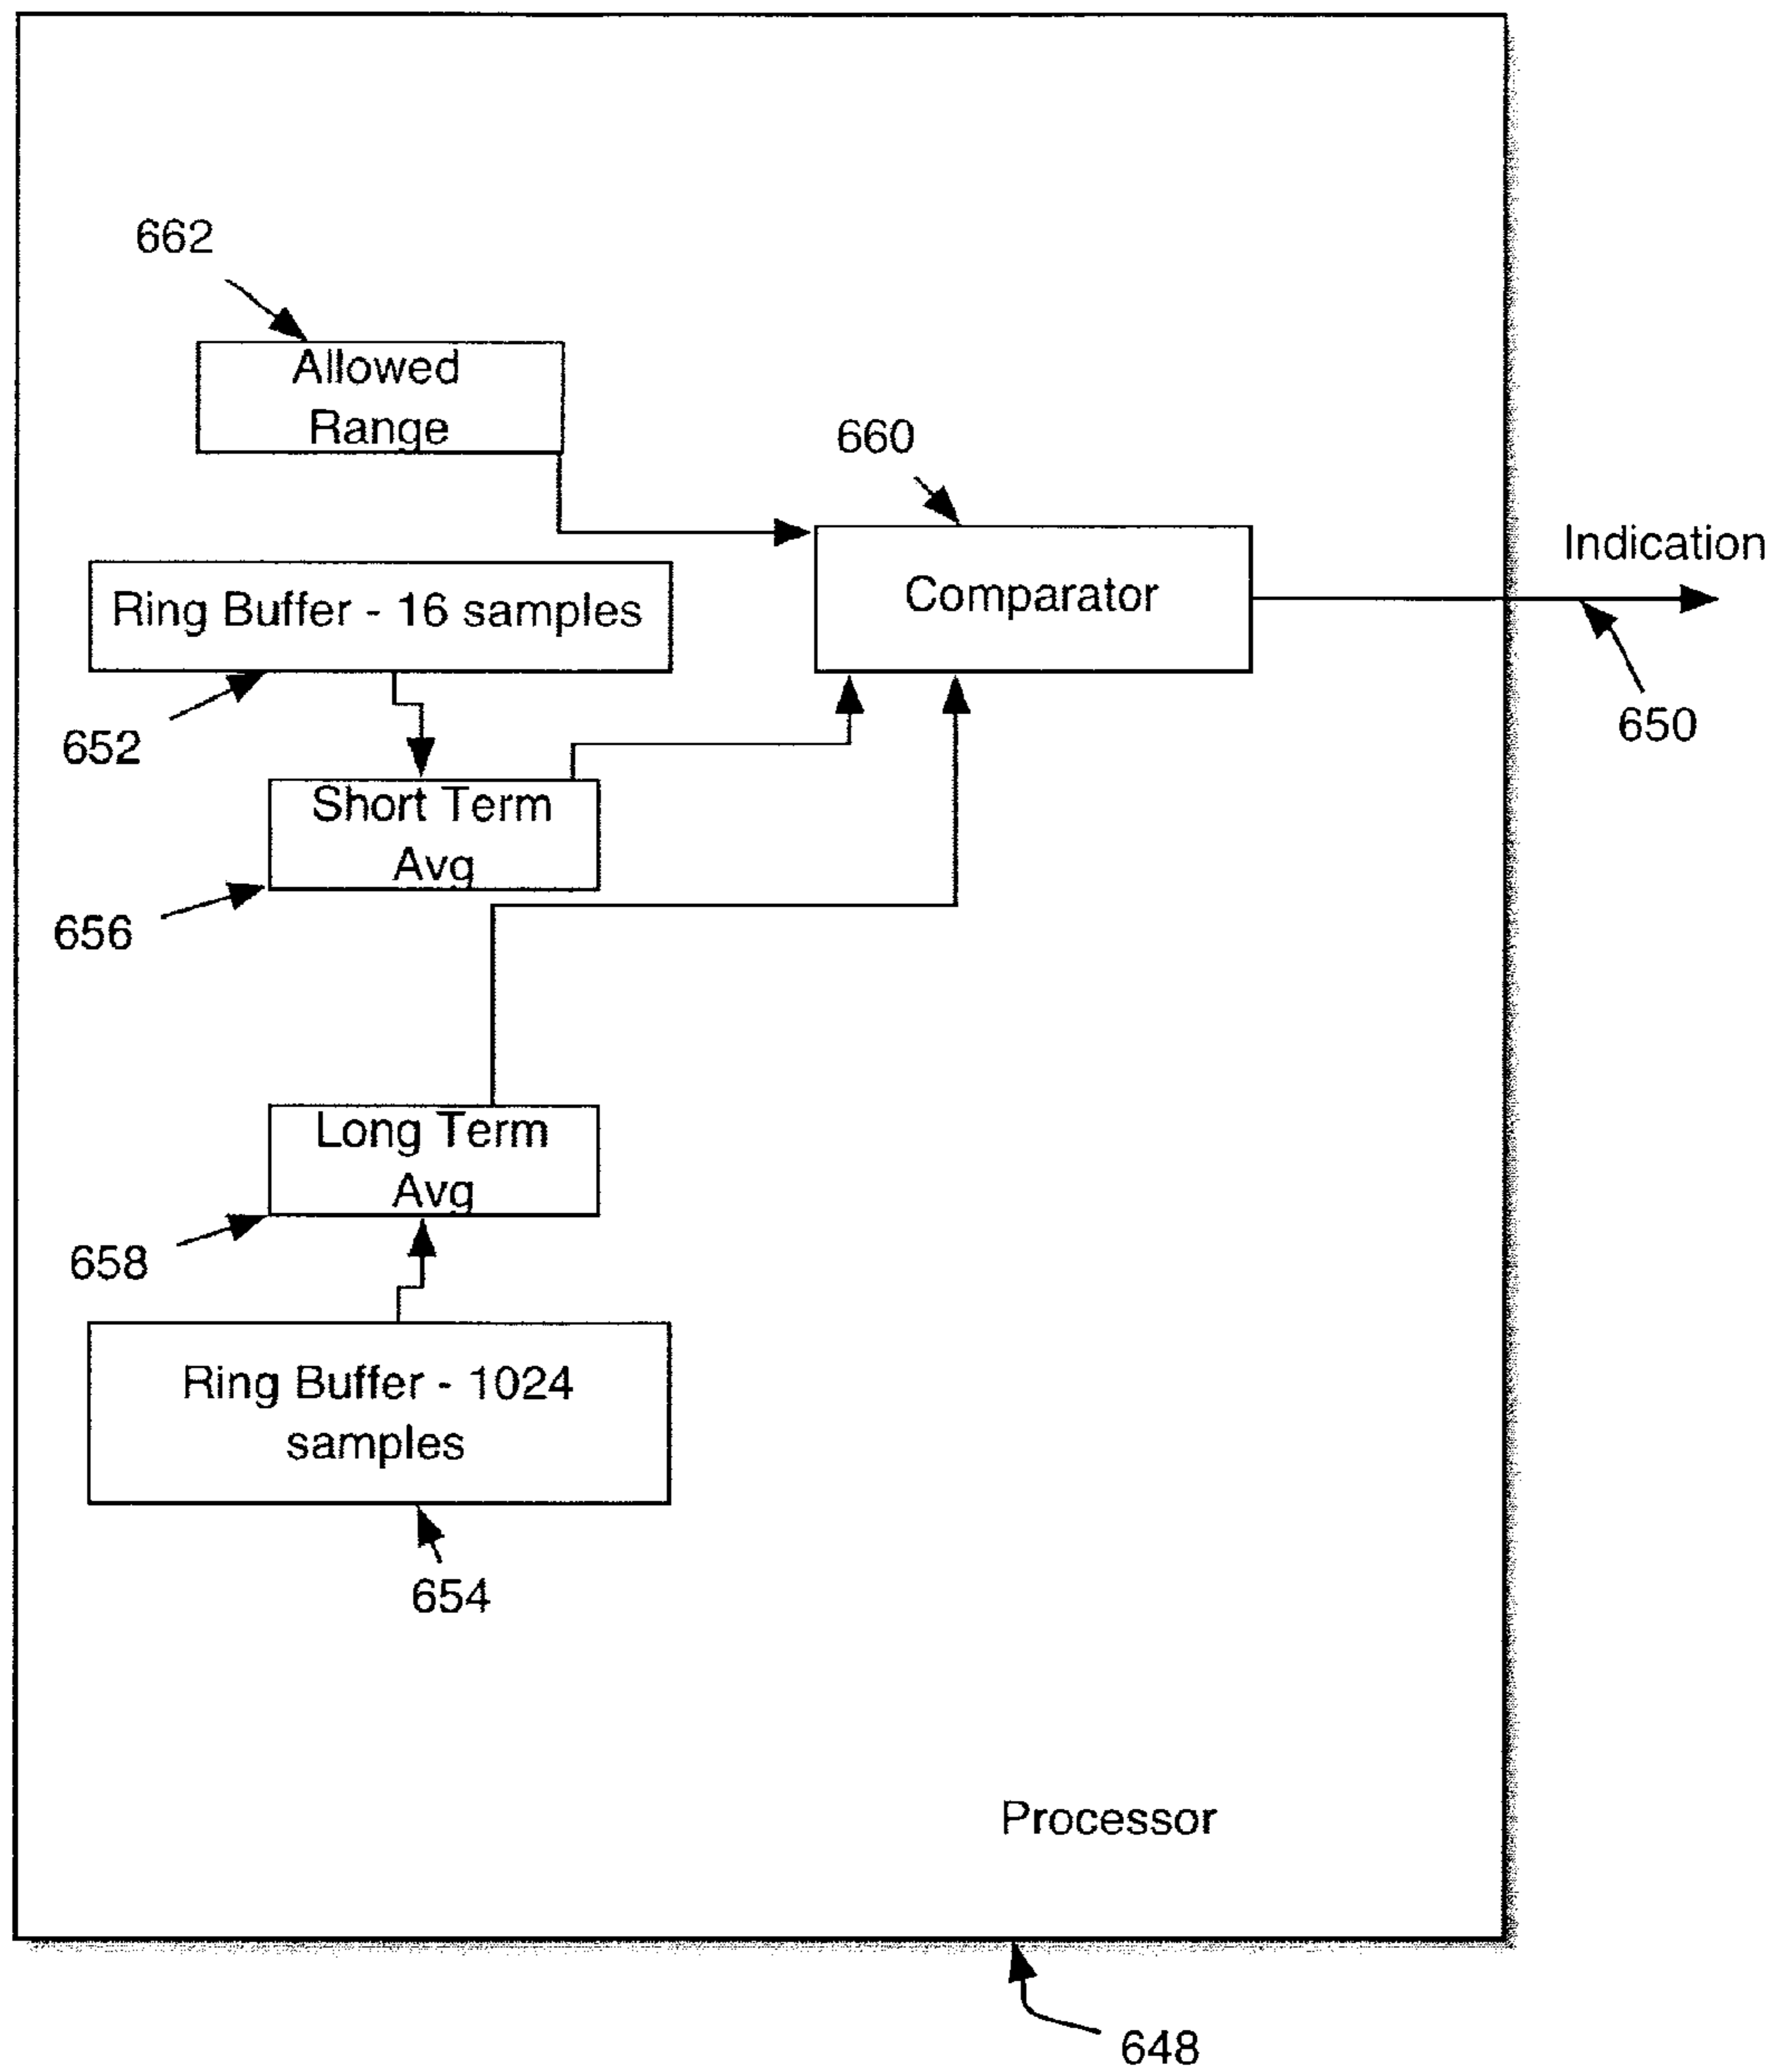 662
Allowed
Range
660
Indication
Comparator
Ring Buffer - 16 samples
650
652
Short Term
Avg
656
Long Term
Avg
658
Ring Buffer - 1024
samples
654
Processor
648